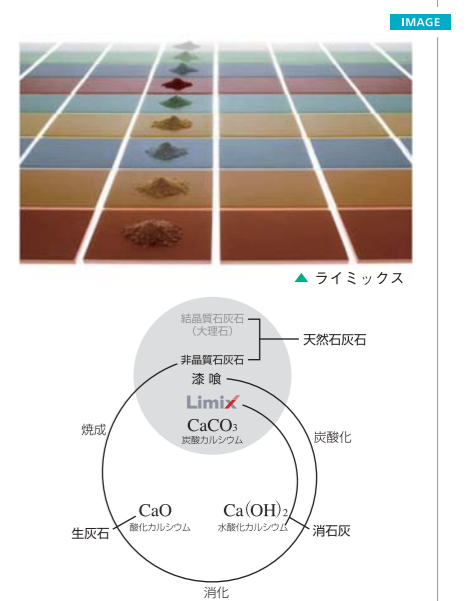 IMAGE
▲ ライミックス
結晶質石灰石
（大理石）
天然石灰石
非晶質石灰石
漆喰
Limix
CaCO3
炭酸カルシウム
焼成
炭酸化
CaO
酸化カルシウム
Ca(OH)2
水酸化カルシウム
生灰石
消石灰
消化